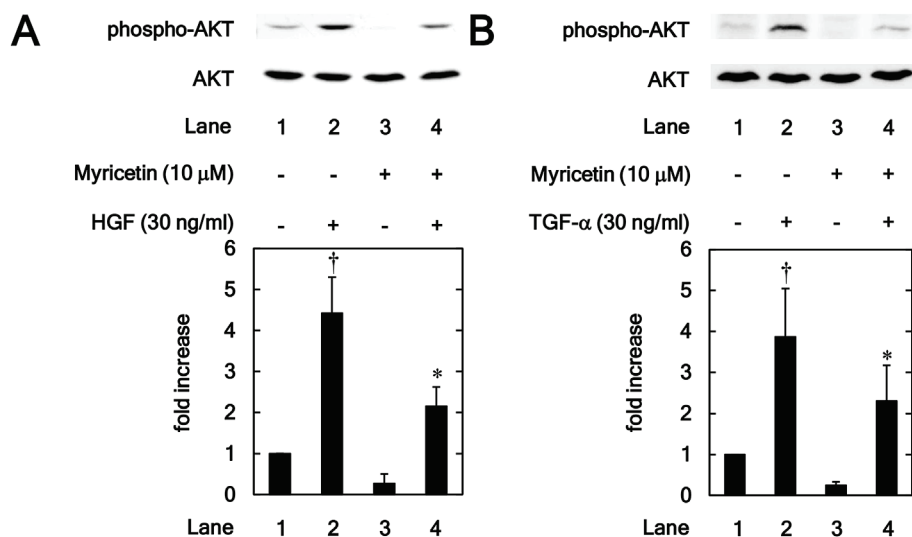 A
phospho-AKT
AKT
Lane 1 2 3 4
Myricetin (10 μM) - - + +
HGF (30 ng/ml) - + - +
fold increase
6
5
4
3
2
1
0
†
*
Lane 1 2 3 4
B
phospho-AKT
AKT
Lane 1 2 3 4
Myricetin (10 μM) - - + +
TGF-α (30 ng/ml) - + - +
fold increase
6
5
4
3
2
1
0
†
*
Lane 1 2 3 4